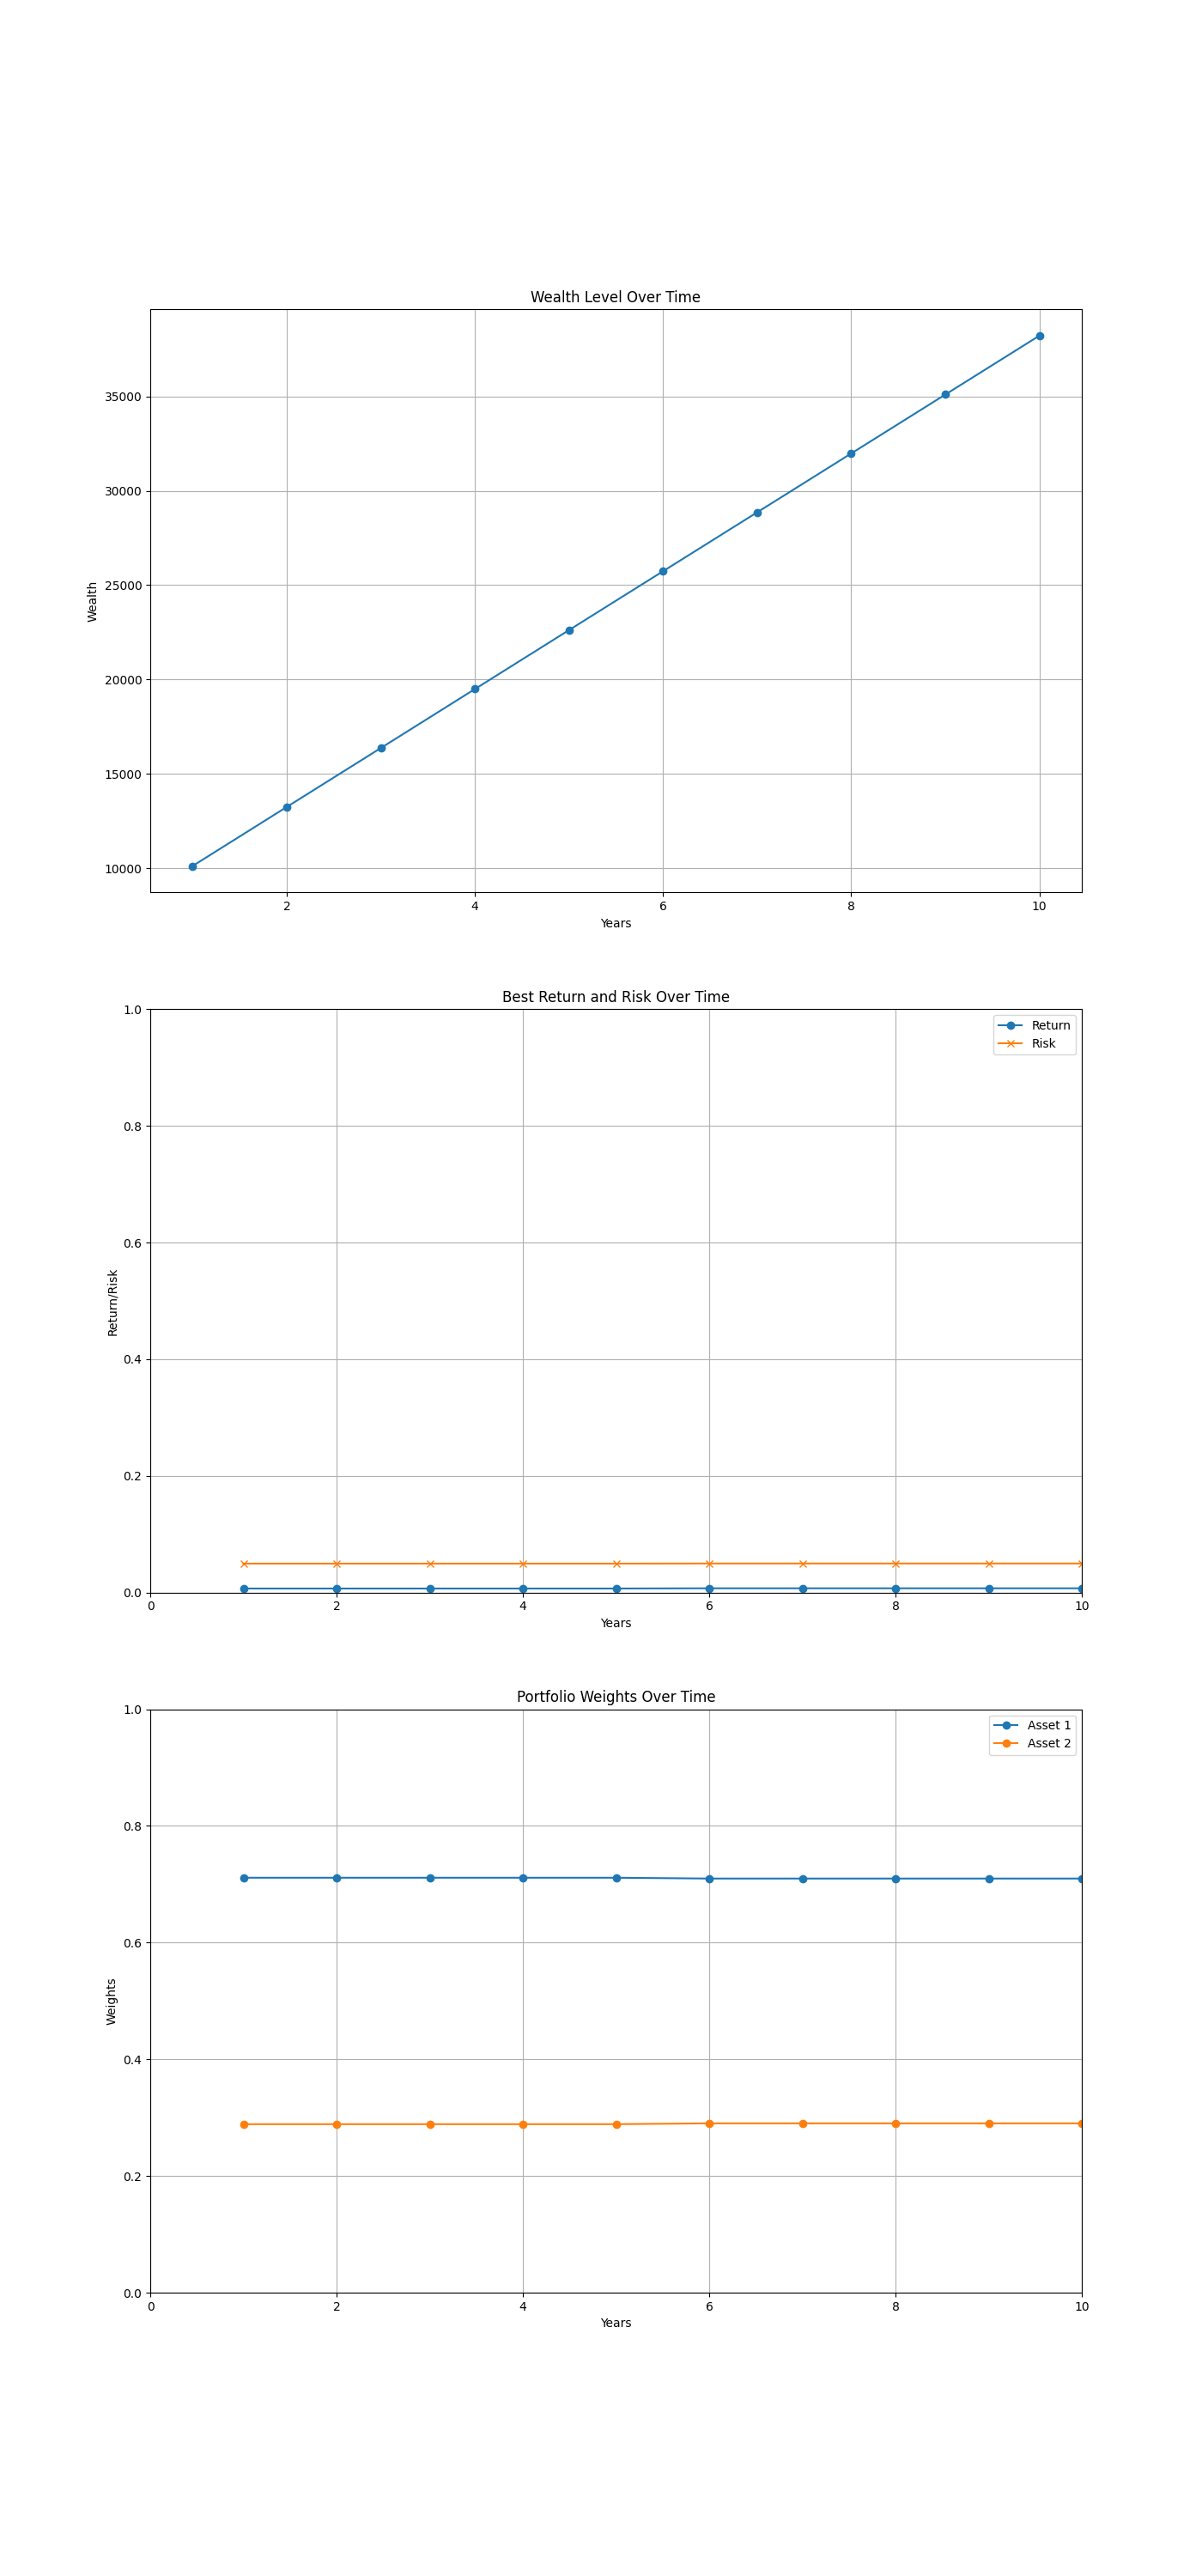 Wealth Level Over Time
35000
30000
25000
20000
15000
10000
Wealth
2 4 6 8 10
Years
Best Return and Risk Over Time
Return
Risk
1.0
0.8
0.6
0.4
0.2
0.0
Return/Risk
0 2 4 6 8 10
Years
Portfolio Weights Over Time
Asset 1
Asset 2
1.0
0.8
0.6
0.4
0.2
0.0
Weights
0 2 4 6 8 10
Years